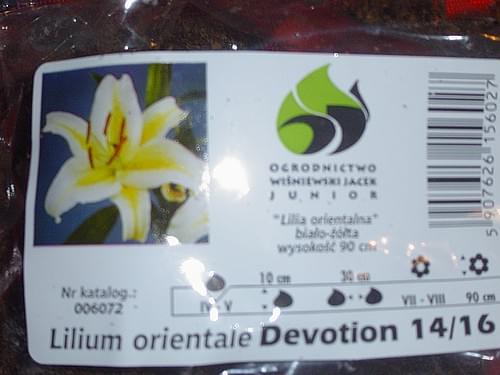 OGRODNICTWO
WIŚNIEWSKI JACEK
JUNIOR
"Lilia orientalna"
biało-żółta
wysokość 90 cm
5 907626 156027
10 cm
30 cm
Nr katalog.:
006072
IV - V
VII - VIII
90 cm
Lilium orientale Devotion 14/16